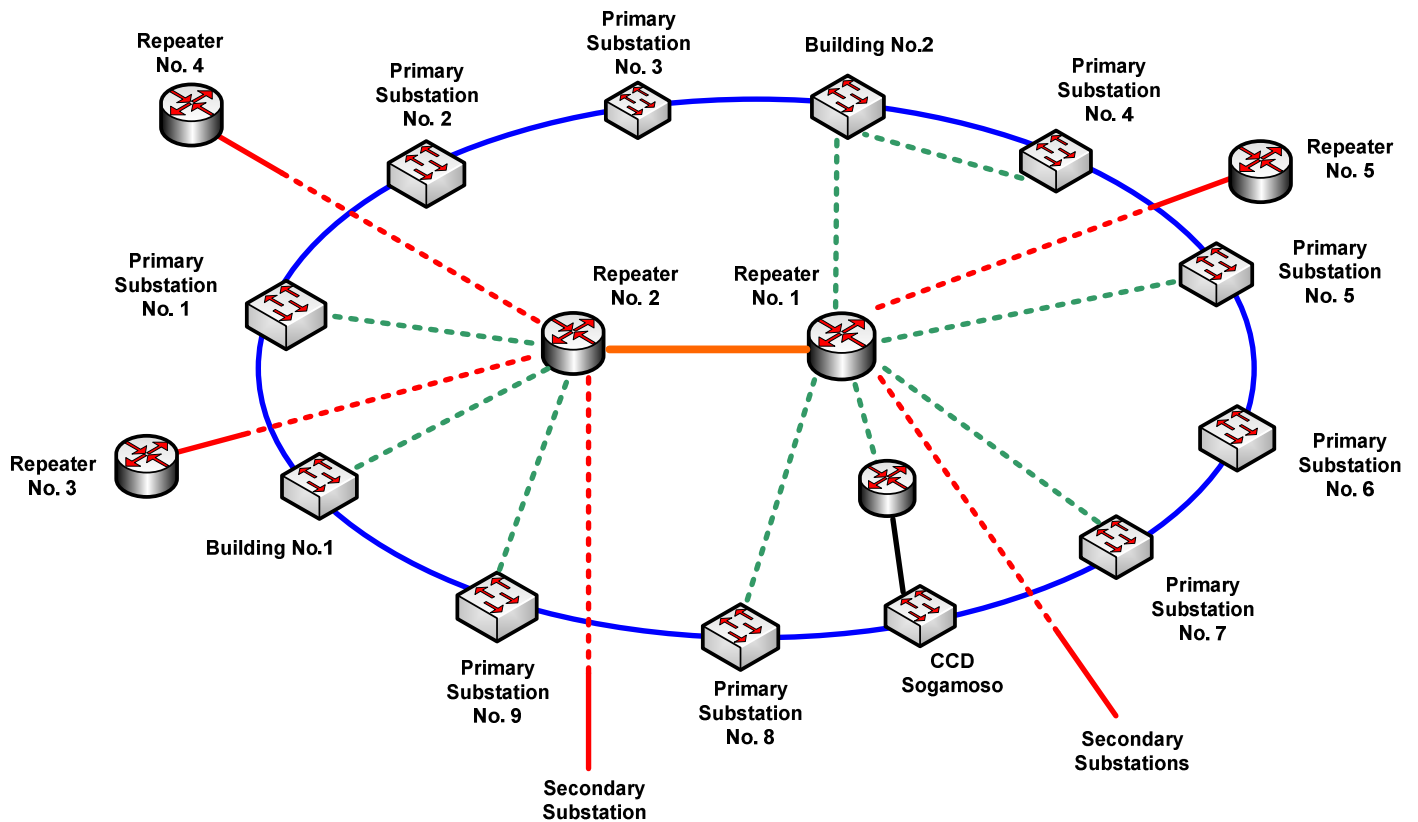 Primary
Substation
No. 3
Repeater
No. 4
Building No.2
Primary
Substation
No. 2
Primary
Substation
No. 4
Repeater
No. 5
Primary
Substation
No. 1
Repeater
No. 2
Repeater
No. 1
Primary
Substation
No. 5
Repeater
No. 3
Primary
Substation
No. 6
Building No.1
Primary
Substation
No. 7
CCD
Sogamoso
Primary
Substation
No. 9
Primary
Substation
No. 8
Secondary
Substations
Secondary
Substation